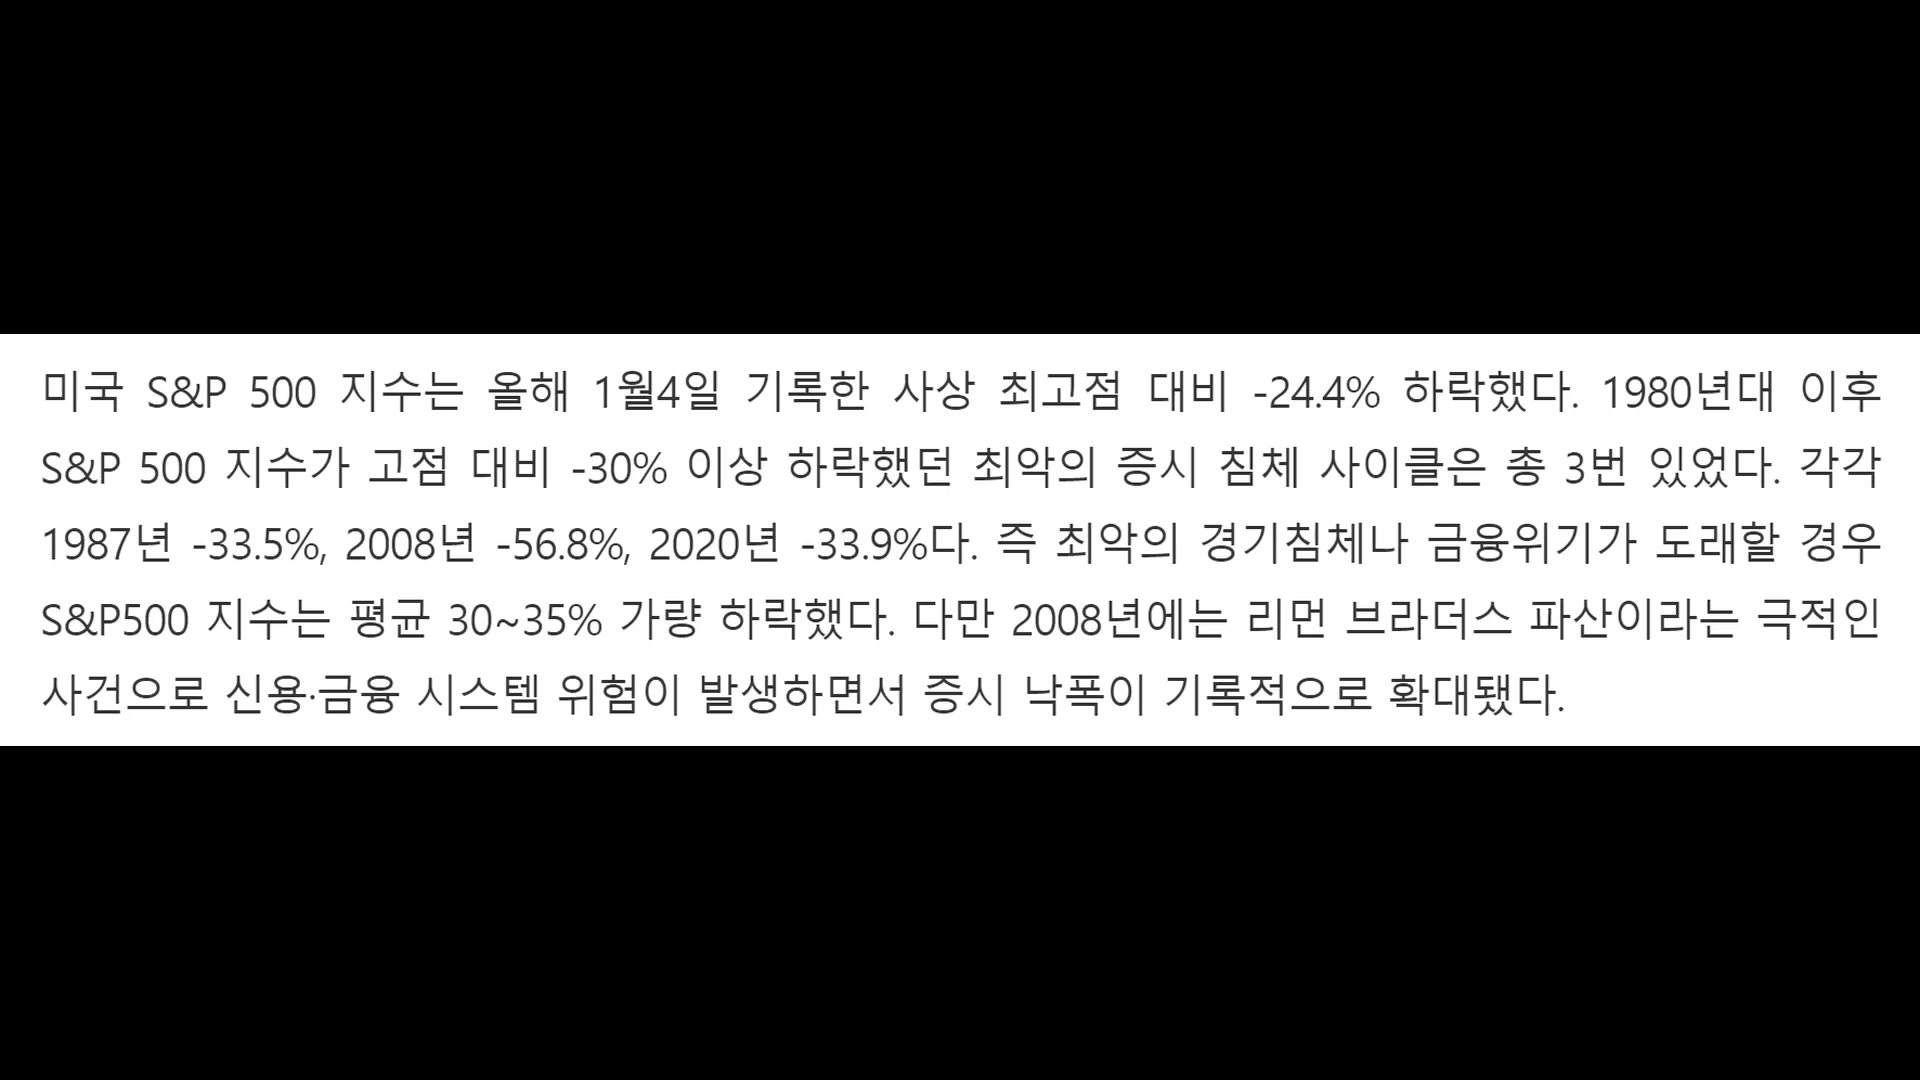 미국 S&P 500 지수는 올해 1월4일 기록한 사상 최고점 대비 -24.4% 하락했다. 1980년대 이후
S&P 500 지수가 고점 대비 -30% 이상 하락했던 최악의 증시 침체 사이클은 총 3번 있었다. 각각
1987년 -33.5%, 2008년 -56.8%, 2020년 -33.9%다. 즉 최악의 경기침체나 금융위기가 도래할 경우
S&P500 지수는 평균 30~35% 가량 하락했다. 다만 2008년에는 리먼 브라더스 파산이라는 극적인
사건으로 신용·금융 시스템 위험이 발생하면서 증시 낙폭이 기록적으로 확대됐다.